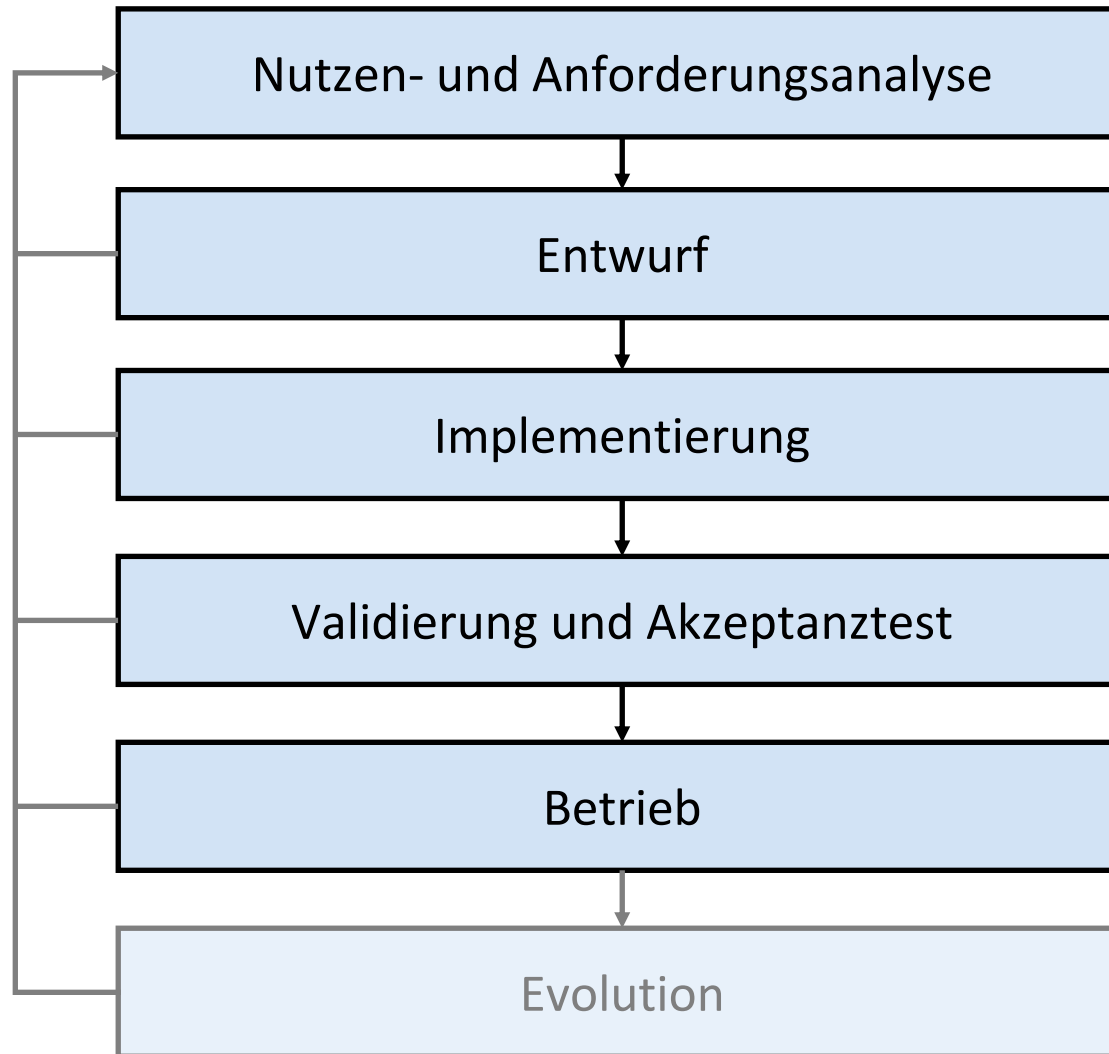 Nutzen- und Anforderungsanalyse
Entwurf
Implementierung
Validierung und Akzeptanztest
Betrieb
Evolution